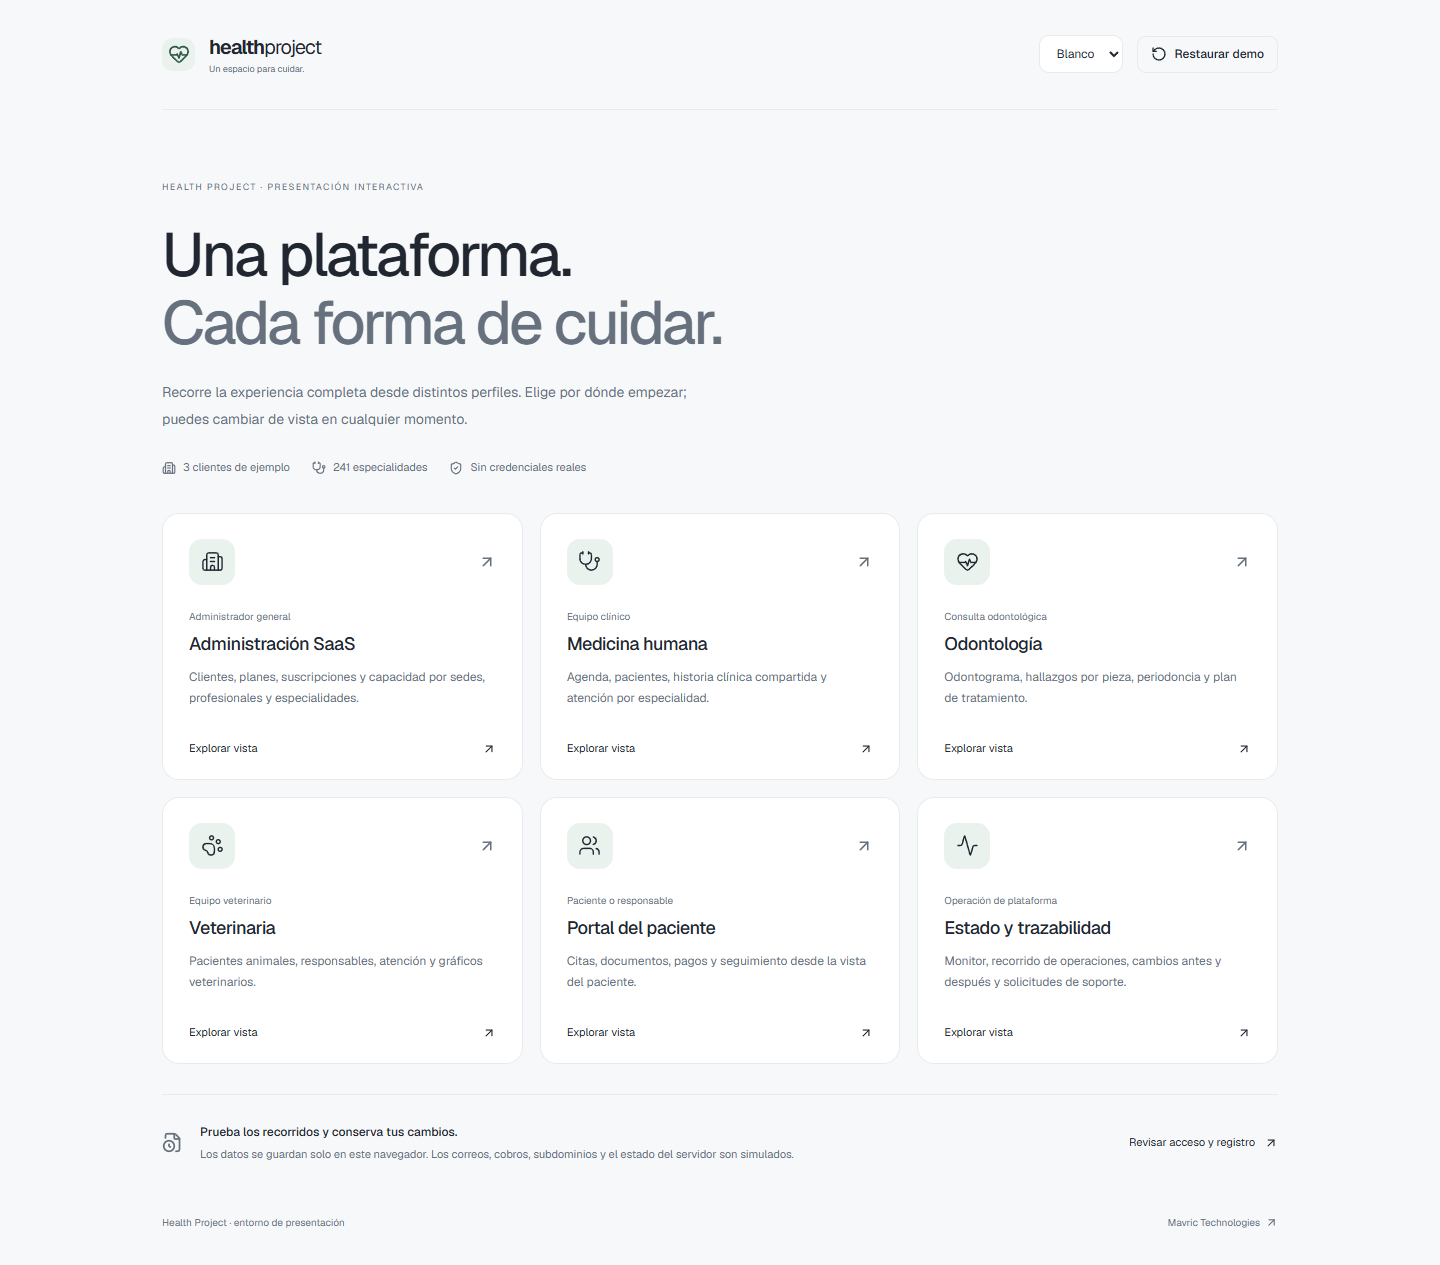 healthproject
Un espacio para cuidar.
Blanco
Restaurar demo
HEALTH PROJECT · PRESENTACIÓN INTERACTIVA
Una plataforma.
Cada forma de cuidar.
Recorre la experiencia completa desde distintos perfiles. Elige por dónde empezar;
puedes cambiar de vista en cualquier momento.
3 clientes de ejemplo
241 especialidades
Sin credenciales reales
Administrador general
Administración SaaS
Clientes, planes, suscripciones y capacidad por sedes,
profesionales y especialidades.
Explorar vista
Equipo clínico
Medicina humana
Agenda, pacientes, historia clínica compartida y
atención por especialidad.
Explorar vista
Consulta odontológica
Odontología
Odontograma, hallazgos por pieza, periodoncia y plan
de tratamiento.
Explorar vista
Equipo veterinario
Veterinaria
Pacientes animales, responsables, atención y gráficos
veterinarios.
Explorar vista
Paciente o responsable
Portal del paciente
Citas, documentos, pagos y seguimiento desde la vista
del paciente.
Explorar vista
Operación de plataforma
Estado y trazabilidad
Monitor, recorrido de operaciones, cambios antes y
después y solicitudes de soporte.
Explorar vista
Prueba los recorridos y conserva tus cambios.
Los datos se guardan solo en este navegador. Los correos, cobros, subdominios y el estado del servidor son simulados.
Revisar acceso y registro
Health Project · entorno de presentación
Mavric Technologies